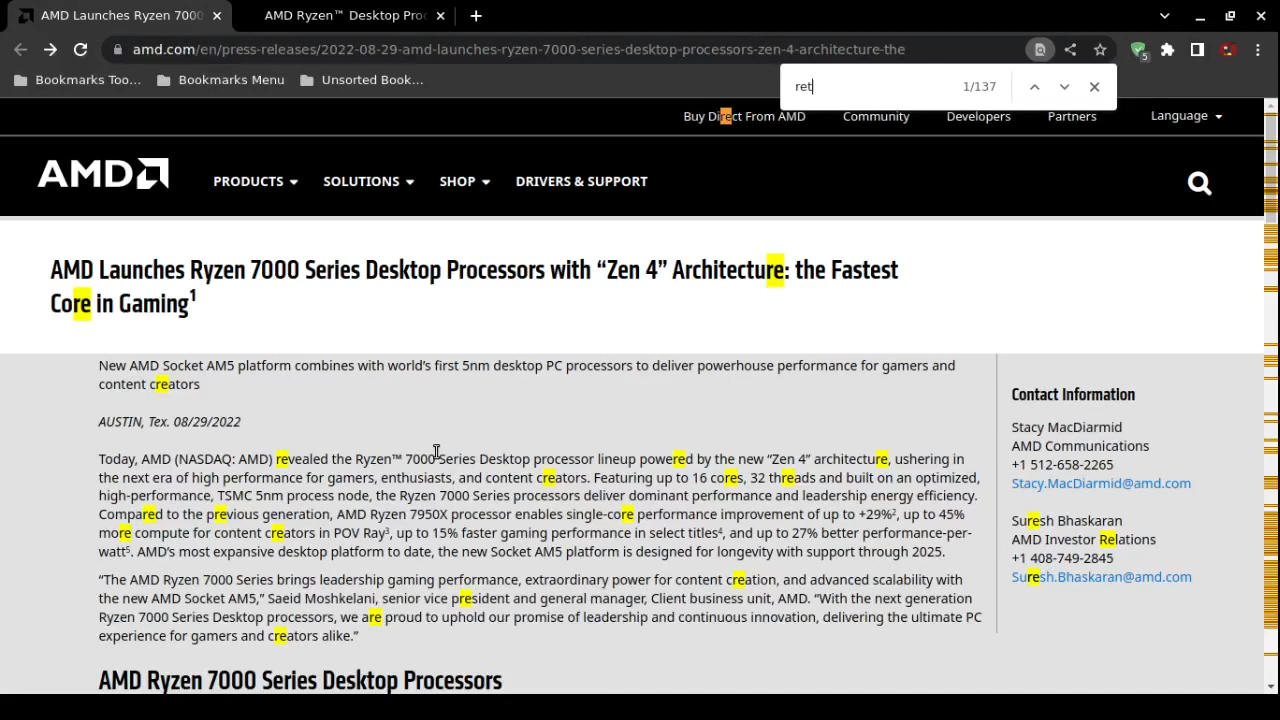 AMD Launches Ryzen 7000
AMD Ryzen™ Desktop Proc
amd.com/en/press-releases/2022-08-29-amd-launches-ryzen-7000-series-desktop-processors-zen-4-architecture-the
5
Bookmarks Too... Bookmarks Menu Unsorted Book...
ret 1/137
Buy Direct From AMD Community Developers Partners Language
AMD PRODUCTS SOLUTIONS SHOP DRIVERS & SUPPORT
AMD Launches Ryzen 7000 Series Desktop Processors with “Zen 4” Architecture: the Fastest
Core in Gaming¹
New AMD Socket AM5 platform combines with world’s first 5nm desktop PC processors to deliver powerhouse performance for gamers and
content creators
AUSTIN, Tex. 08/29/2022
Today, AMD (NASDAQ: AMD) revealed the Ryzen™ 7000 Series Desktop processor lineup powered by the new “Zen 4” architecture, ushering in
the next era of high performance for gamers, enthusiasts, and content creators. Featuring up to 16 cores, 32 threads and built on an optimized,
high-performance, TSMC 5nm process node, the Ryzen 7000 Series processors deliver dominant performance and leadership energy efficiency.
Compared to the previous generation, AMD Ryzen 7950X processor enables single-core performance improvement of up to +29%², up to 45%
more compute for content creators in POV Ray³, up to 15% faster gaming performance in select titles⁴, and up to 27% better performance-per-
watt⁵. AMD’s most expansive desktop platform to date, the new Socket AM5 platform is designed for longevity with support through 2025.
“The AMD Ryzen 7000 Series brings leadership gaming performance, extraordinary power for content creation, and advanced scalability with
the new AMD Socket AM5,” Saeid Moshkelani, senior vice president and general manager, Client business unit, AMD. “With the next generation
Ryzen 7000 Series Desktop processors, we are proud to uphold our promise of leadership and continuous innovation, delivering the ultimate PC
experience for gamers and creators alike.”
AMD Ryzen 7000 Series Desktop Processors
Contact Information
Stacy MacDiarmid
AMD Communications
+1 512-658-2265
Stacy.MacDiarmid@amd.com
Suresh Bhaskaran
AMD Investor Relations
+1 408-749-2845
Suresh.Bhaskaran@amd.com